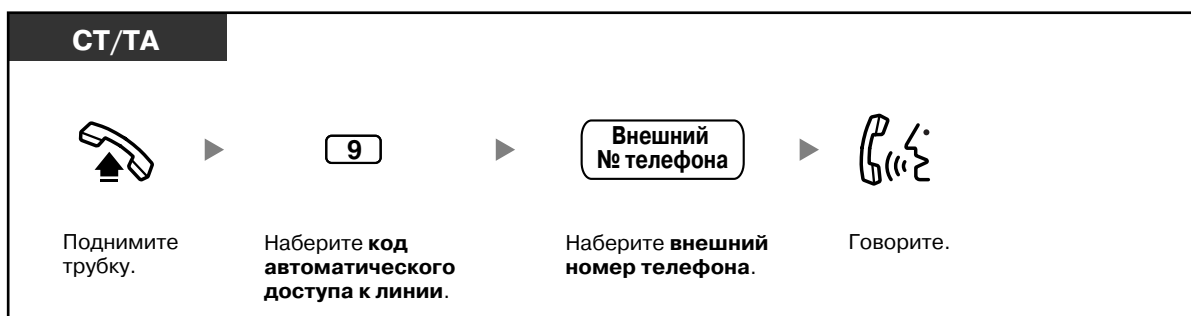 СТ/ТА
9
Внешний
№ телефона
Поднимите
трубку.
Наберите код
автоматического
доступа к линии.
Наберите внешний
номер телефона.
Говорите.